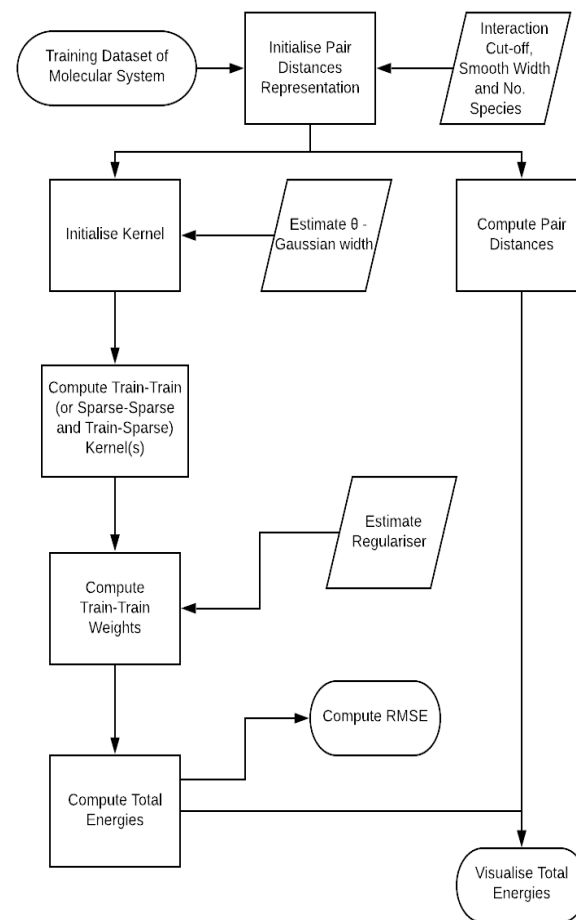 Training Dataset of
Molecular System
Initialise Pair
Distances
Representation
Interaction
Cut-off,
Smooth Width
and No.
Species
Initialise Kernel
Estimate θ -
Gaussian width
Compute Pair
Distances
Compute Train-Train
(or Sparse-Sparse
and Train-Sparse)
Kernel(s)
Estimate
Regulariser
Compute
Train-Train
Weights
Compute RMSE
Compute Total
Energies
Visualise Total
Energies